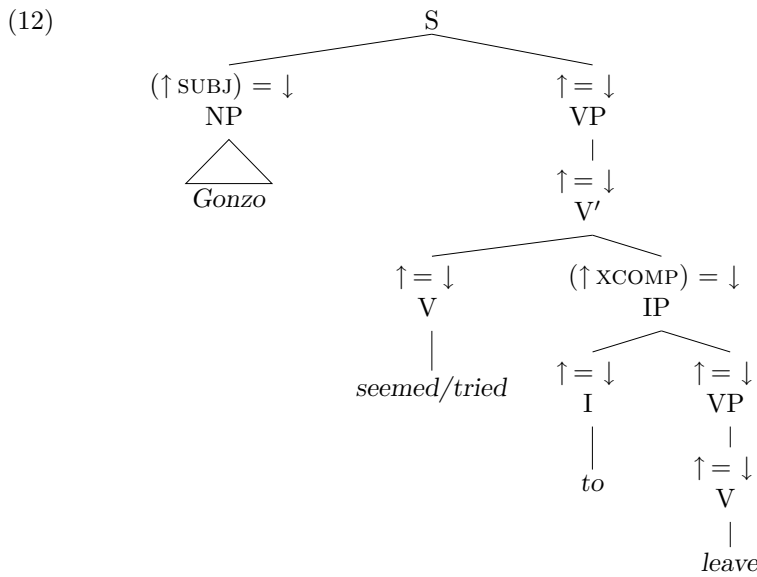 (12) S
(↑ SUBJ) = ↓ ↑ = ↓
NP VP
Gonzo ↑ = ↓
V′
↑ = ↓ (↑ XCOMP) = ↓
V IP
seemed/tried ↑ = ↓ ↑ = ↓
I VP
to ↑ = ↓
V
leave